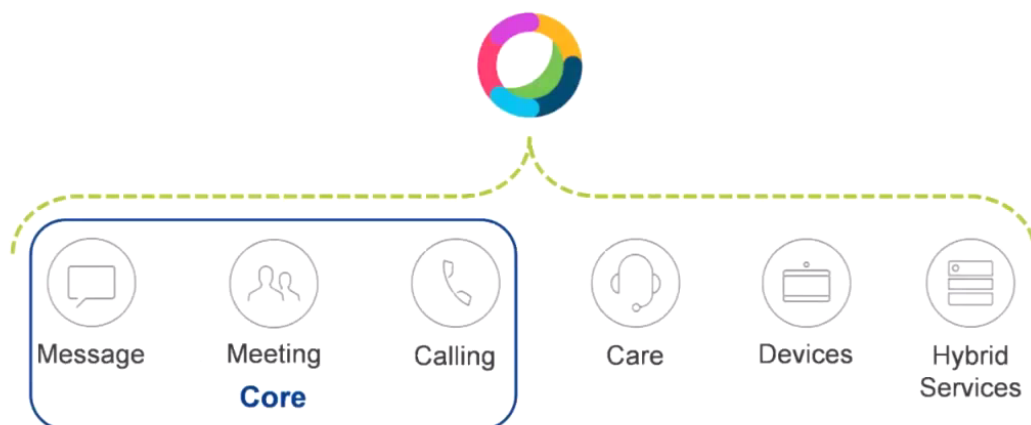 Message
Meeting
Calling
Care
Devices
Hybrid
Services
Core